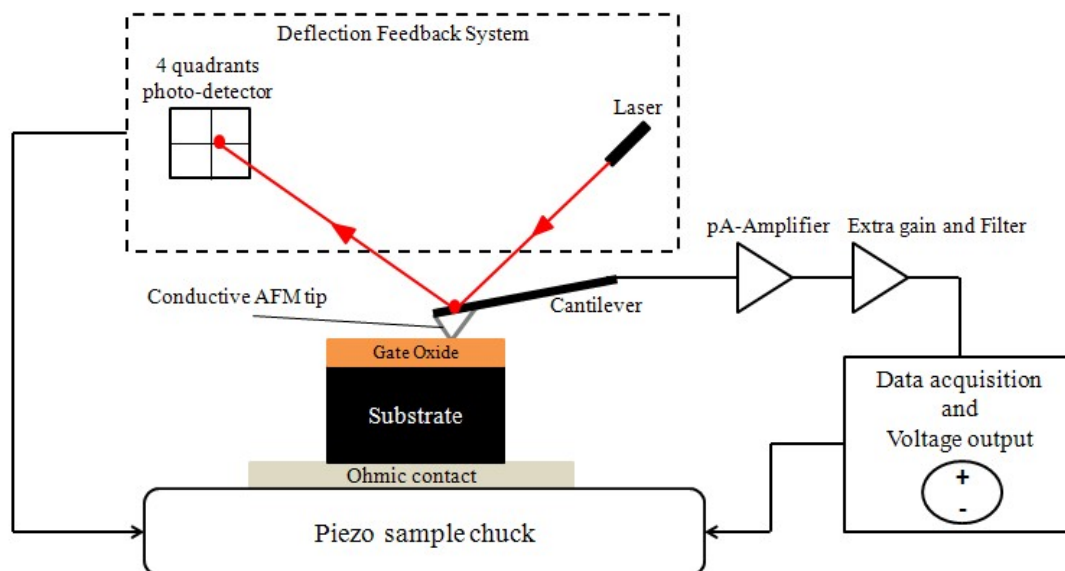 Deflection Feedback System
4 quadrants
photo-detector
Laser
pA-Amplifier
Extra gain and Filter
Conductive AFM tip
Cantilever
Gate Oxide
Substrate
Ohmic contact
Piezo sample chuck
Data acquisition
and
Voltage output
+
-